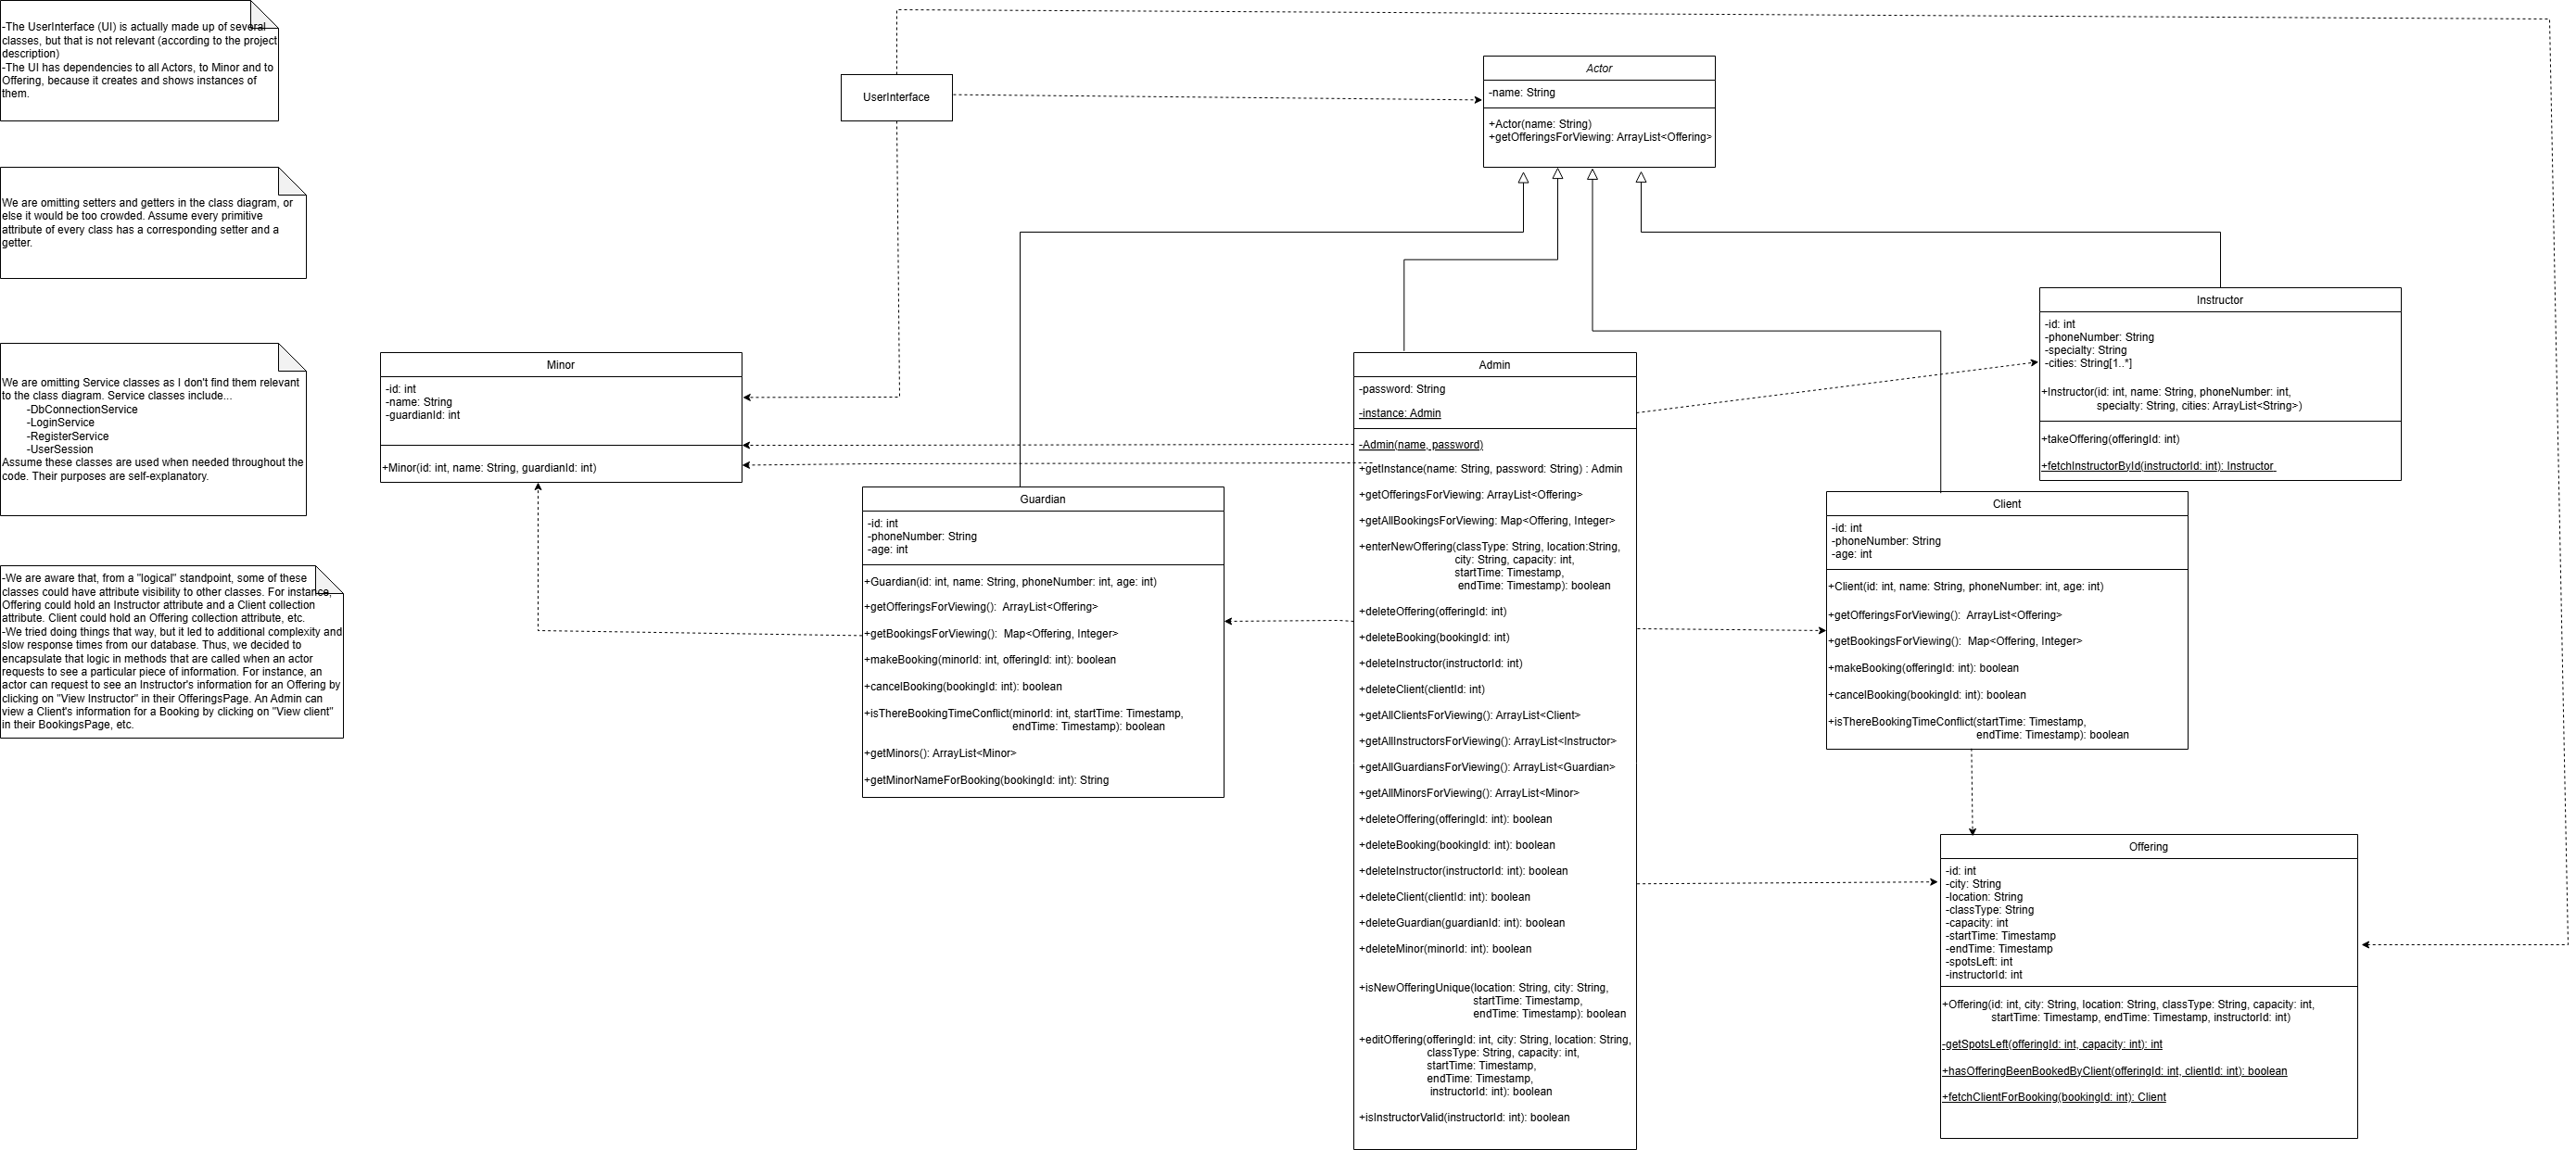 -The UserInterface (UI) is actually made up of several
classes, but that is not relevant (according to the project
description)
-The UI has dependencies to all Actors, to Minor and to
Offering, because it creates and shows instances of
them.
We are omitting setters and getters in the class diagram, or
else it would be too crowded. Assume every primitive
attribute of every class has a corresponding setter and a
getter.
We are omitting Service classes as I don't find them relevant
to the class diagram. Service classes include...
-DbConnectionService
-LoginService
-RegisterService
-UserSession
Assume these classes are used when needed throughout the
code. Their purposes are self-explanatory.
-We are aware that, from a "logical" standpoint, some of these
classes could have attribute visibility to other classes. For instance,
Offering could hold an Instructor attribute and a Client collection
attribute. Client could hold an Offering collection attribute, etc.
-We tried doing things that way, but it led to additional complexity and
slow response times from our database. Thus, we decided to
encapsulate that logic in methods that are called when an actor
requests to see a particular piece of information. For instance, an
actor can request to see an Instructor's information for an Offering by
clicking on "View Instructor" in their OfferingsPage. An Admin can
view a Client's information for a Booking by clicking on "View client"
in their BookingsPage, etc.
UserInterface
Actor
-name: String
+Actor(name: String)
+getOfferingsForViewing: ArrayList<Offering>
Minor
-id: int
-name: String
-guardianId: int
+Minor(id: int, name: String, guardianId: int)
Guardian
-id: int
-phoneNumber: String
-age: int
+Guardian(id: int, name: String, phoneNumber: int, age: int)
+getOfferingsForViewing(): ArrayList<Offering>
+getBookingsForViewing(): Map<Offering, Integer>
+makeBooking(minorId: int, offeringId: int): boolean
+cancelBooking(bookingId: int): boolean
+isThereBookingTimeConflict(minorId: int, startTime: Timestamp,
endTime: Timestamp): boolean
+getMinors(): ArrayList<Minor>
+getMinorNameForBooking(bookingId: int): String
Admin
-password: String
-instance: Admin
-Admin(name, password)
+getInstance(name: String, password: String) : Admin
+getOfferingsForViewing: ArrayList<Offering>
+getAllBookingsForViewing: Map<Offering, Integer>
+enterNewOffering(classType: String, location:String,
city: String, capacity: int,
startTime: Timestamp,
endTime: Timestamp): boolean
+deleteOffering(offeringId: int)
+deleteBooking(bookingId: int)
+deleteInstructor(instructorId: int)
+deleteClient(clientId: int)
+getAllClientsForViewing(): ArrayList<Client>
+getAllInstructorsForViewing(): ArrayList<Instructor>
+getAllGuardiansForViewing(): ArrayList<Guardian>
+getAllMinorsForViewing(): ArrayList<Minor>
+deleteOffering(offeringId: int): boolean
+deleteBooking(bookingId: int): boolean
+deleteInstructor(instructorId: int): boolean
+deleteClient(clientId: int): boolean
+deleteGuardian(guardianId: int): boolean
+deleteMinor(minorId: int): boolean
+isNewOfferingUnique(location: String, city: String,
startTime: Timestamp,
endTime: Timestamp): boolean
+editOffering(offeringId: int, city: String, location: String,
classType: String, capacity: int,
startTime: Timestamp,
endTime: Timestamp,
instructorId: int): boolean
+isInstructorValid(instructorId: int): boolean
Instructor
-id: int
-phoneNumber: String
-specialty: String
-cities: String[1..*]
+Instructor(id: int, name: String, phoneNumber: int,
specialty: String, cities: ArrayList<String>)
+takeOffering(offeringId: int)
+fetchInstructorById(instructorId: int): Instructor
Client
-id: int
-phoneNumber: String
-age: int
+Client(id: int, name: String, phoneNumber: int, age: int)
+getOfferingsForViewing(): ArrayList<Offering>
+getBookingsForViewing(): Map<Offering, Integer>
+makeBooking(offeringId: int): boolean
+cancelBooking(bookingId: int): boolean
+isThereBookingTimeConflict(startTime: Timestamp,
endTime: Timestamp): boolean
Offering
-id: int
-city: String
-location: String
-classType: String
-capacity: int
-startTime: Timestamp
-endTime: Timestamp
-spotsLeft: int
-instructorId: int
+Offering(id: int, city: String, location: String, classType: String, capacity: int,
startTime: Timestamp, endTime: Timestamp, instructorId: int)
-getSpotsLeft(offeringId: int, capacity: int): int
+hasOfferingBeenBookedByClient(offeringId: int, clientId: int): boolean
+fetchClientForBooking(bookingId: int): Client